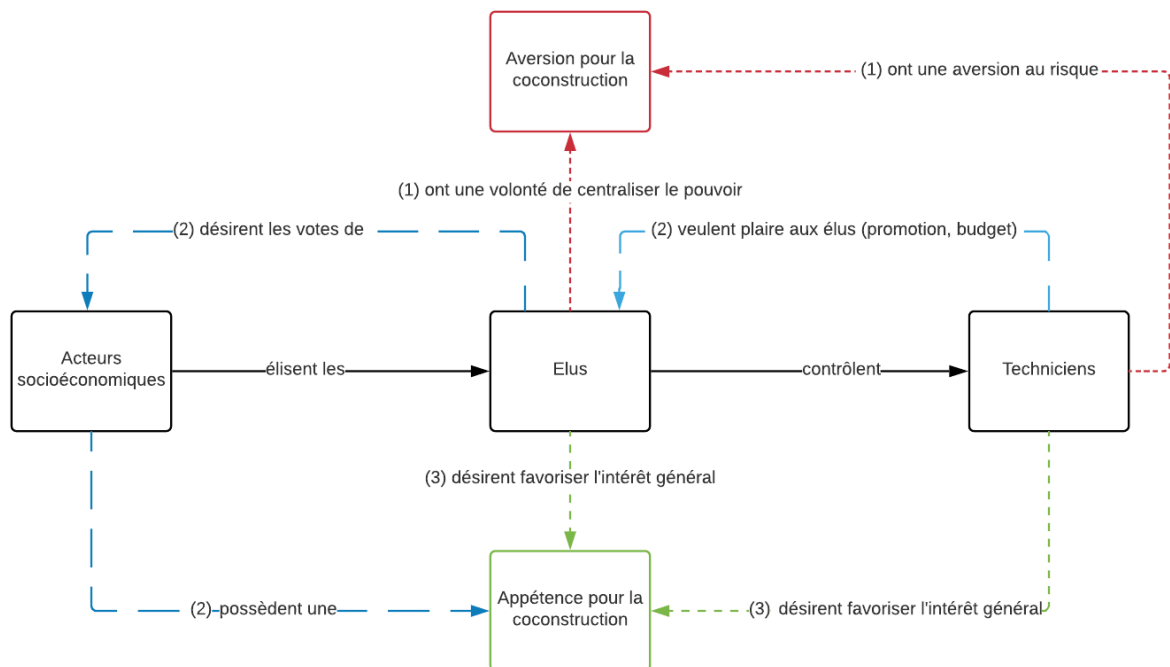 Aversion pour la
coconstruction
(1) ont une aversion au risque
(1) ont une volonté de centraliser le pouvoir
(2) désirent les votes de
(2) veulent plaire aux élus (promotion, budget)
Acteurs
socioéconomiques
élisent les
Elus
contrôlent
Techniciens
(3) désirent favoriser l'intérêt général
Appétence pour la
coconstruction
(2) possèdent une
(3) désirent favoriser l'intérêt général